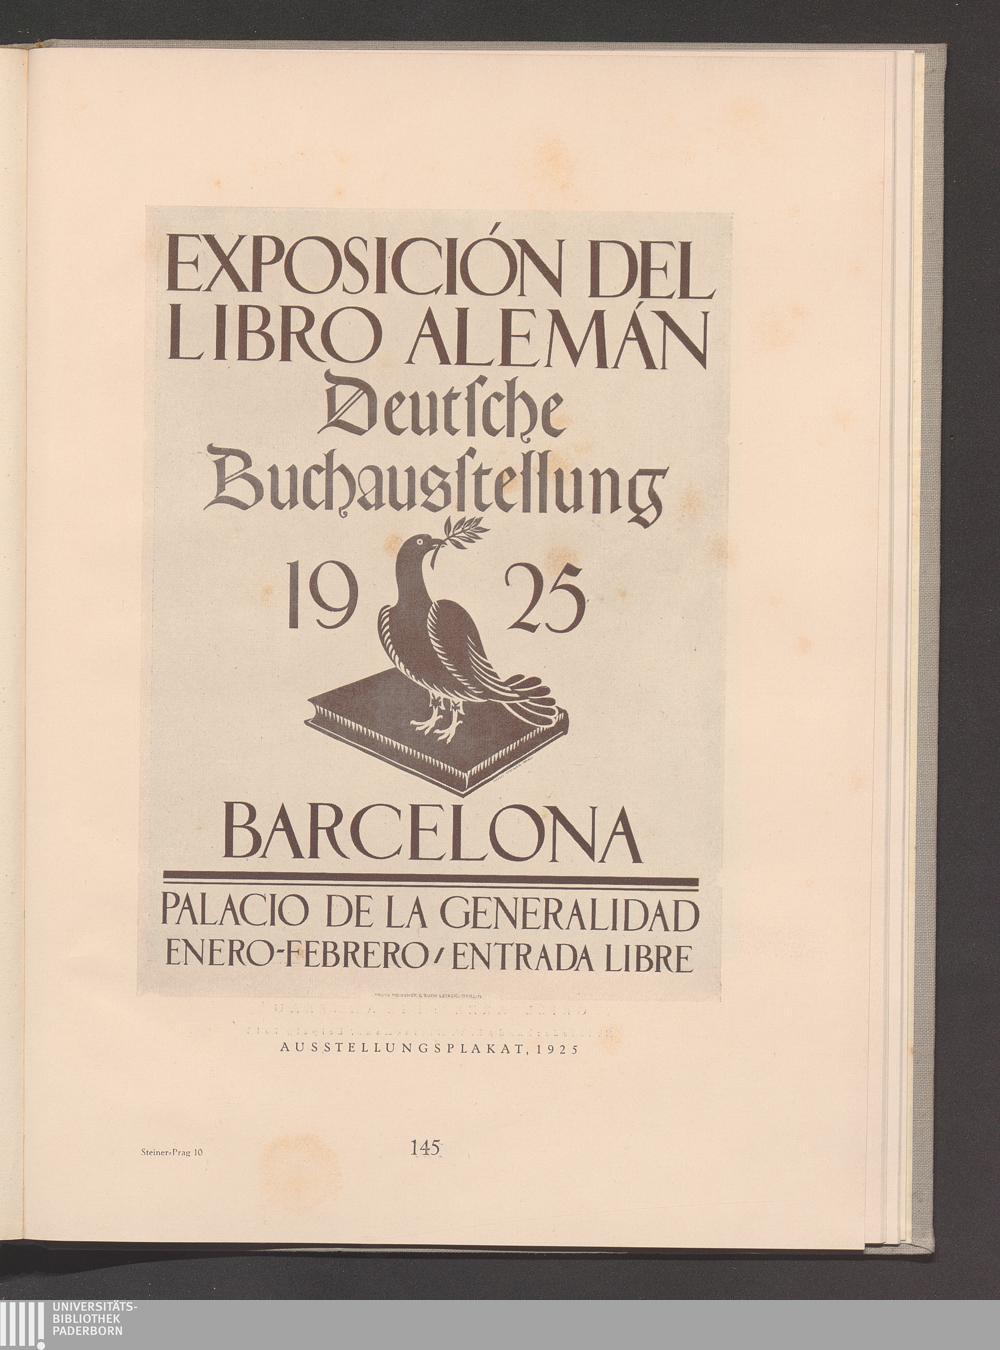 EXPOSICIÓN DEL
LIBRO ALEMÁN
Deutſche
Buchausſtellung
19 25
BARCELONA
PALACIO DE LA GENERALIDAD
ENERO-FEBRERO / ENTRADA LIBRE
AUSSTELLUNGSPLAKAT, 1925
Steiner-Prag 10
145
UNIVERSITÄTS-
BIBLIOTHEK
PADERBORN